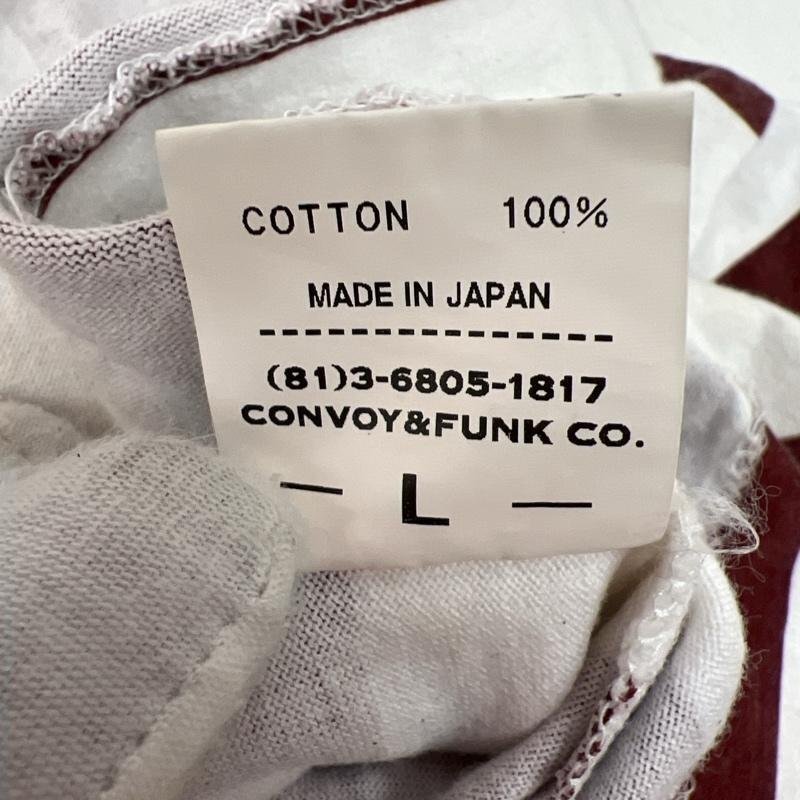 COTTON 100%
MADE IN JAPAN
---------------
(81)3-6805-1817
CONVOY&FUNK CO.
— L —